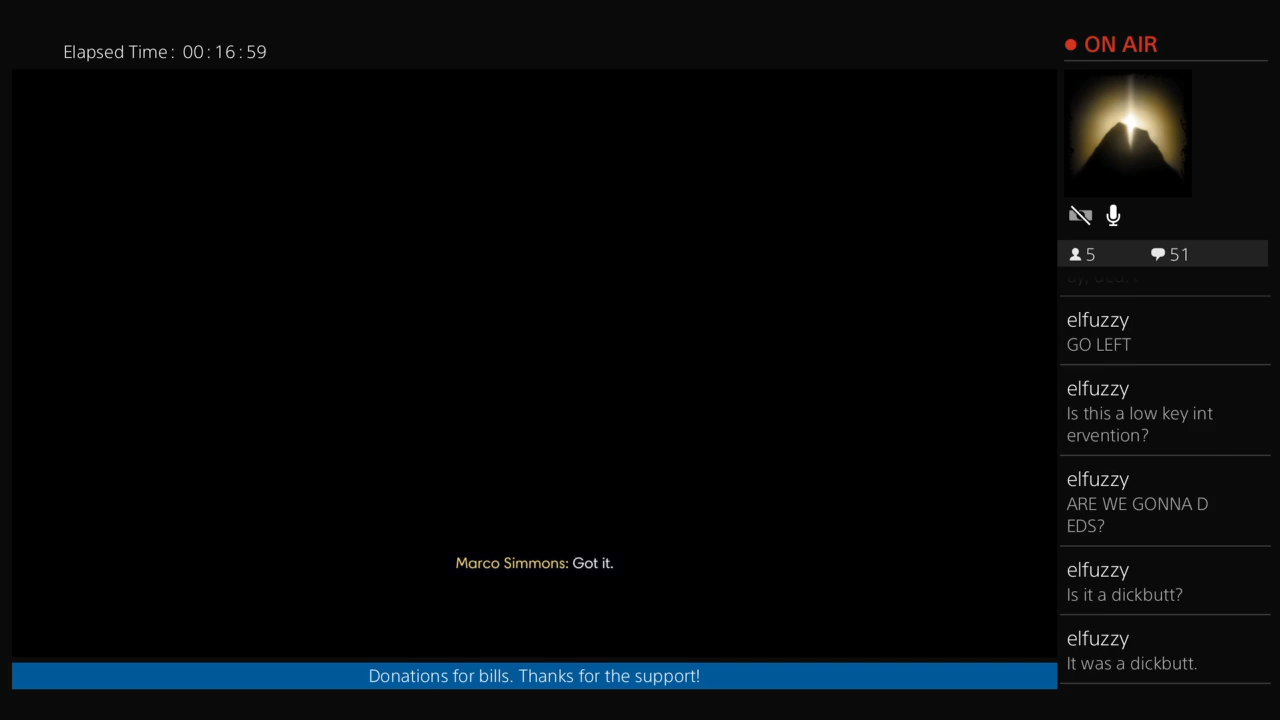 Elapsed Time: 00:16:59
ON AIR
5 51
elfuzzy
GO LEFT
elfuzzy
Is this a low key int
ervention?
elfuzzy
ARE WE GONNA D
EDS?
elfuzzy
Is it a dickbutt?
elfuzzy
It was a dickbutt.
Marco Simmons: Got it.
Donations for bills. Thanks for the support!